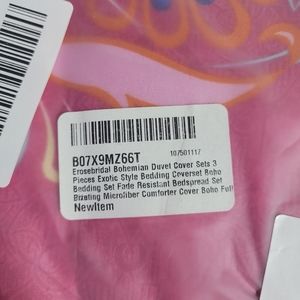 B07X9MZ66T 107501117
Erosebridal Bohemian Duvet Cover Sets 3
Pieces Exotic Style Bedding Coverset Boho
Bedding Set Fade Resistant Bedspread Set
Microfiber Comforter Cover Boho Full
NewItem